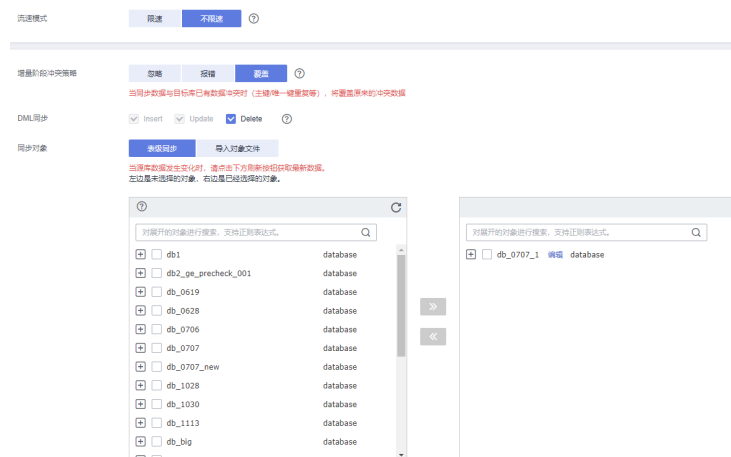 流速模式 限速 不限速
增量阶段冲突策略 忽略 报错 覆盖
当同步数据与目标库已有数据冲突时（主键/唯一键重复等），将覆盖原来的冲突数据
DML同步 Insert Update Delete
同步对象 表级同步 导入对象文件
当源库数据发生变化时，请点击下方刷新按钮获取最新数据。
左边是未选择的对象，右边是已经选择的对象。
对展开的对象进行搜索，支持正则表达式。 对展开的对象进行搜索，支持正则表达式。
db1 database db_0707_1 编辑 database
db2_ge_precheck_001 database
db_0619 database
db_0628 database
db_0706 database
db_0707 database
db_0707_new database
db_1028 database
db_1030 database
db_1113 database
db_big database